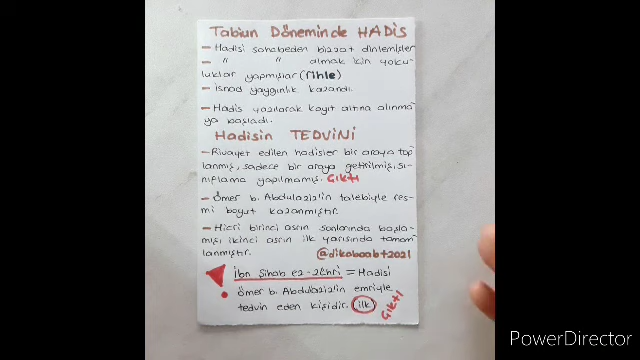 Tabiun Döneminde HADİS
- Hadisi sahabeden bizzat dinlemişler
- " " almak için yolcu-
luklar yapmışlar (rihle)
- isnad yaygınlık kazandı.
- Hadis yazılarak kayıt altına alınma-
ya başladı.
Hadisin TEDVİNİ
- Rivayet edilen hadisler bir araya top-
lanmış, sadece bir araya getirilmiş, sı-
nıflama yapılmamış. Çıktı
- Ömer b. Abdulaziz'in talebiyle res-
mi boyut kazanmıştır.
- Hicri birinci asrın sonlarında başla-
mış ikinci asrın ilk yarısında tamam-
lanmıştır.
@dikabaabt2021
İbn Şihab ez-Zühri = Hadisi
Ömer b. Abdulaziz'in emriyle
tedvin eden kişidir. ilk Çıktı
PowerDirector